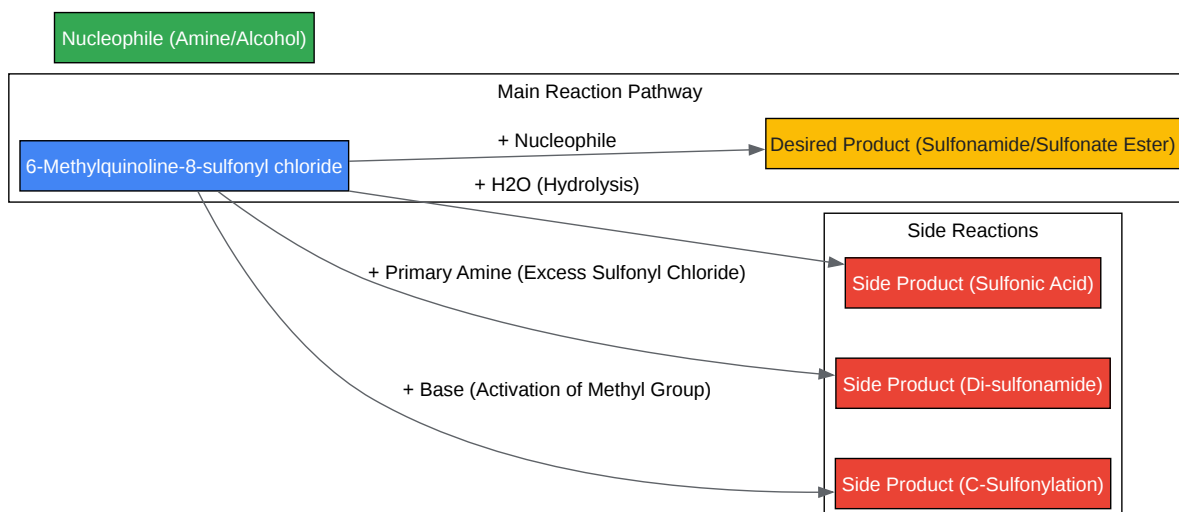 Nucleophile (Amine/Alcohol)
Main Reaction Pathway
+ Nucleophile
Desired Product (Sulfonamide/Sulfonate Ester)
6-Methylquinoline-8-sulfonyl chloride
+ H2O (Hydrolysis)
Side Reactions
+ Primary Amine (Excess Sulfonyl Chloride)
Side Product (Sulfonic Acid)
Side Product (Di-sulfonamide)
+ Base (Activation of Methyl Group)
Side Product (C-Sulfonylation)